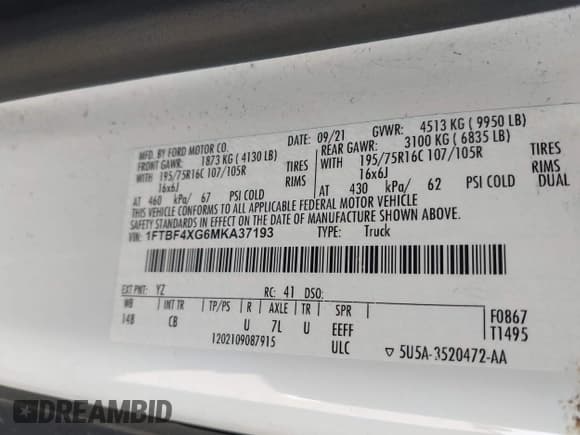 MFD. BY FORD MOTOR CO. DATE: 09/21 GVWR: 4513 KG ( 9950 LB)
FRONT GAWR: 1873 KG ( 4130 LB) REAR GAWR: 3100 KG ( 6835 LB)
WITH 195/75R16C 107/105R TIRES WITH 195/75R16C 107/105R TIRES
16x6J RIMS 16x6J RIMS
AT 460 kPa/ 67 PSI COLD AT 430 kPa/ 62 PSI COLD DUAL
THIS VEHICLE CONFORMS TO ALL APPLICABLE FEDERAL MOTOR VEHICLE
SAFETY STANDARDS IN EFFECT ON THE DATE OF MANUFACTURE SHOWN ABOVE.
VIN: 1FTBF4XG6MKA37193 TYPE: Truck
EXT PNT: YZ RC: 41 DSO:
WB INT TR TP/PS R AXLE TR SPR F0867
148 CB U 7L U EEFF T1495
1202109087915 ULC ▽ 5U5A-3520472-AA
DREAMBID